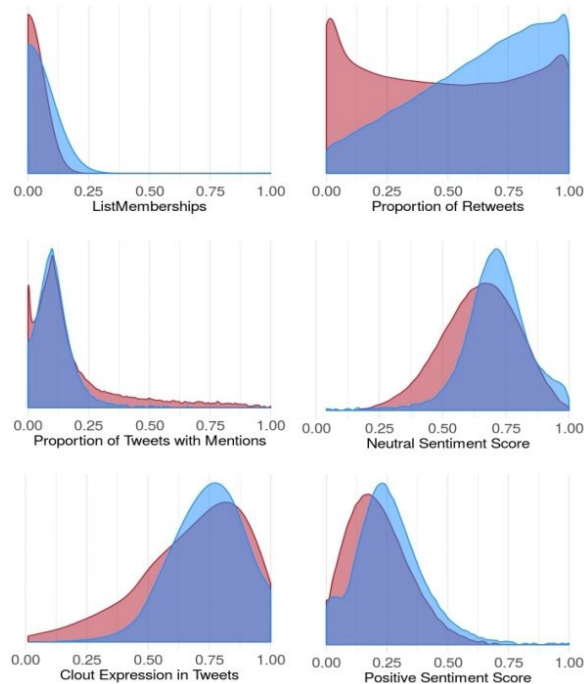 0.00 0.25 0.50 0.75 1.00
ListMemberships
0.00 0.25 0.50 0.75 1.00
Proportion of Retweets
0.00 0.25 0.50 0.75 1.00
Proportion of Tweets with Mentions
0.00 0.25 0.50 0.75 1.00
Neutral Sentiment Score
0.00 0.25 0.50 0.75 1.00
Clout Expression in Tweets
0.00 0.25 0.50 0.75 1.00
Positive Sentiment Score